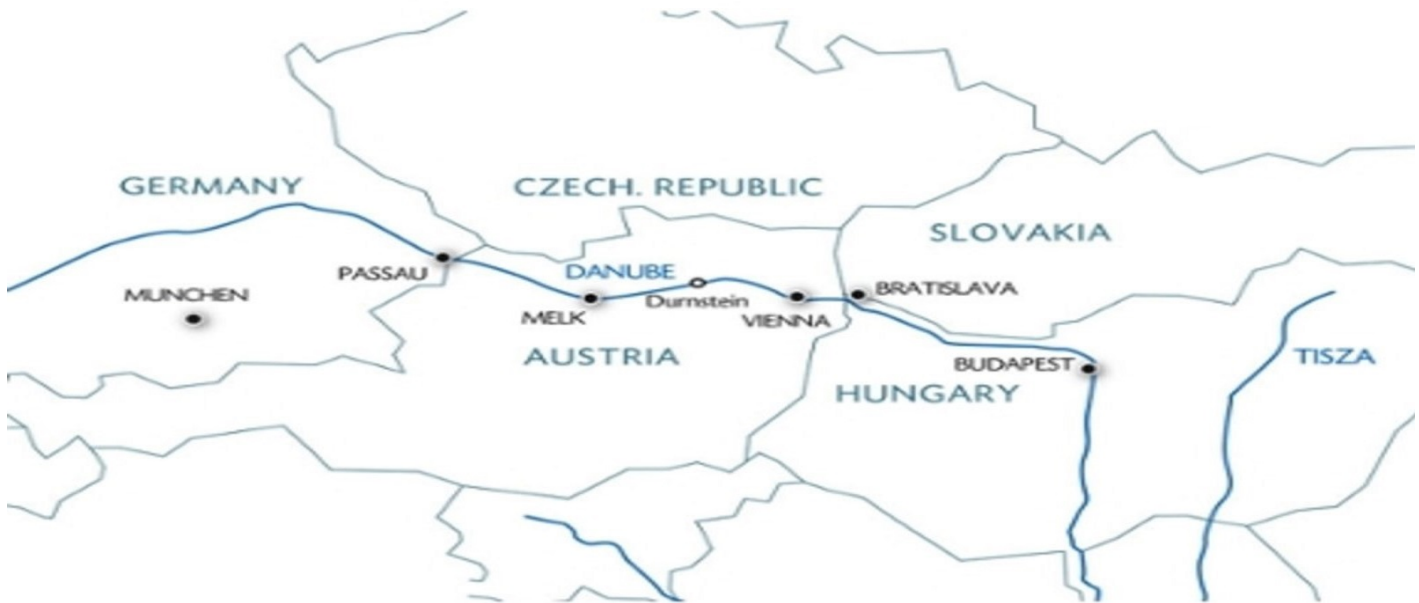 GERMANY
CZECH. REPUBLIC
SLOVAKIA
PASSAU
DANUBE
MUNCHEN
Durnstein
BRATISLAVA
MELK
VIENNA
AUSTRIA
BUDAPEST
TISZA
HUNGARY